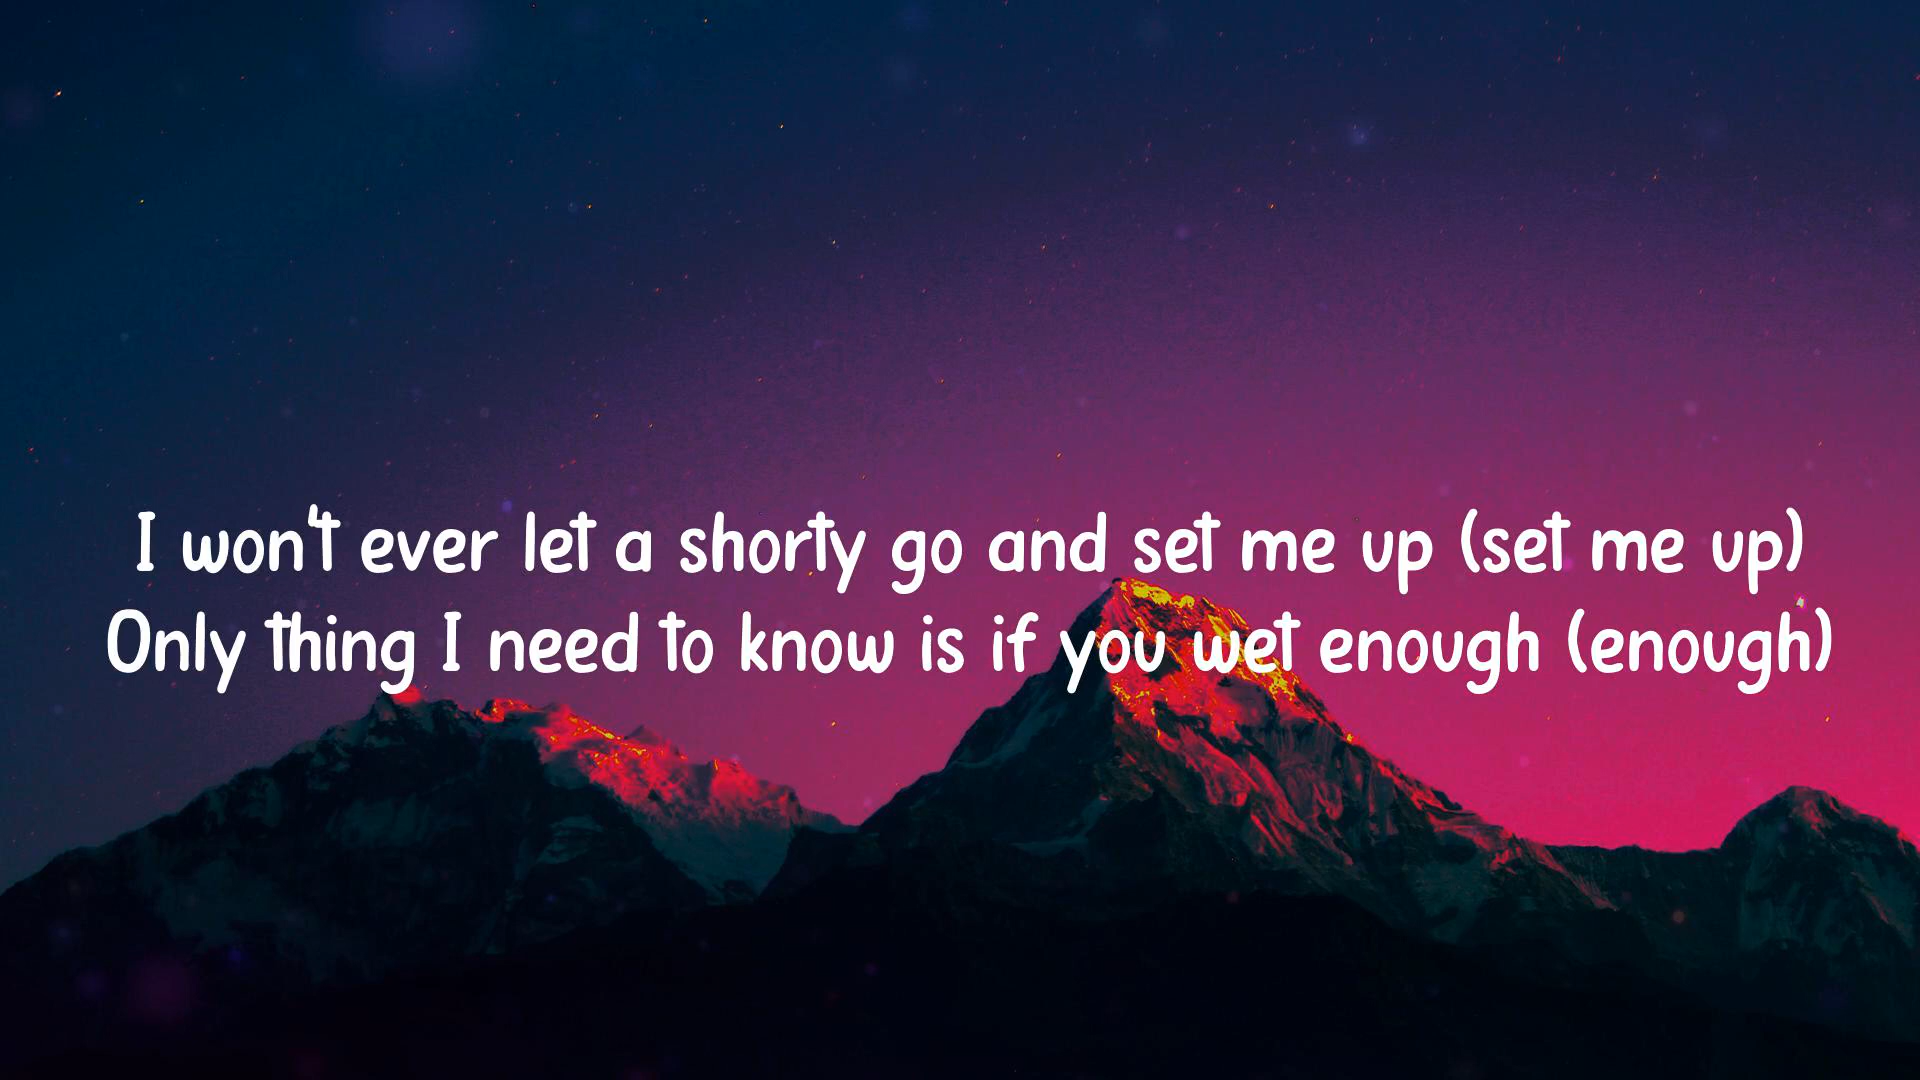 I won't ever let a shorty go and set me up (set me up)
Only thing I need to know is if you wet enough (enough)